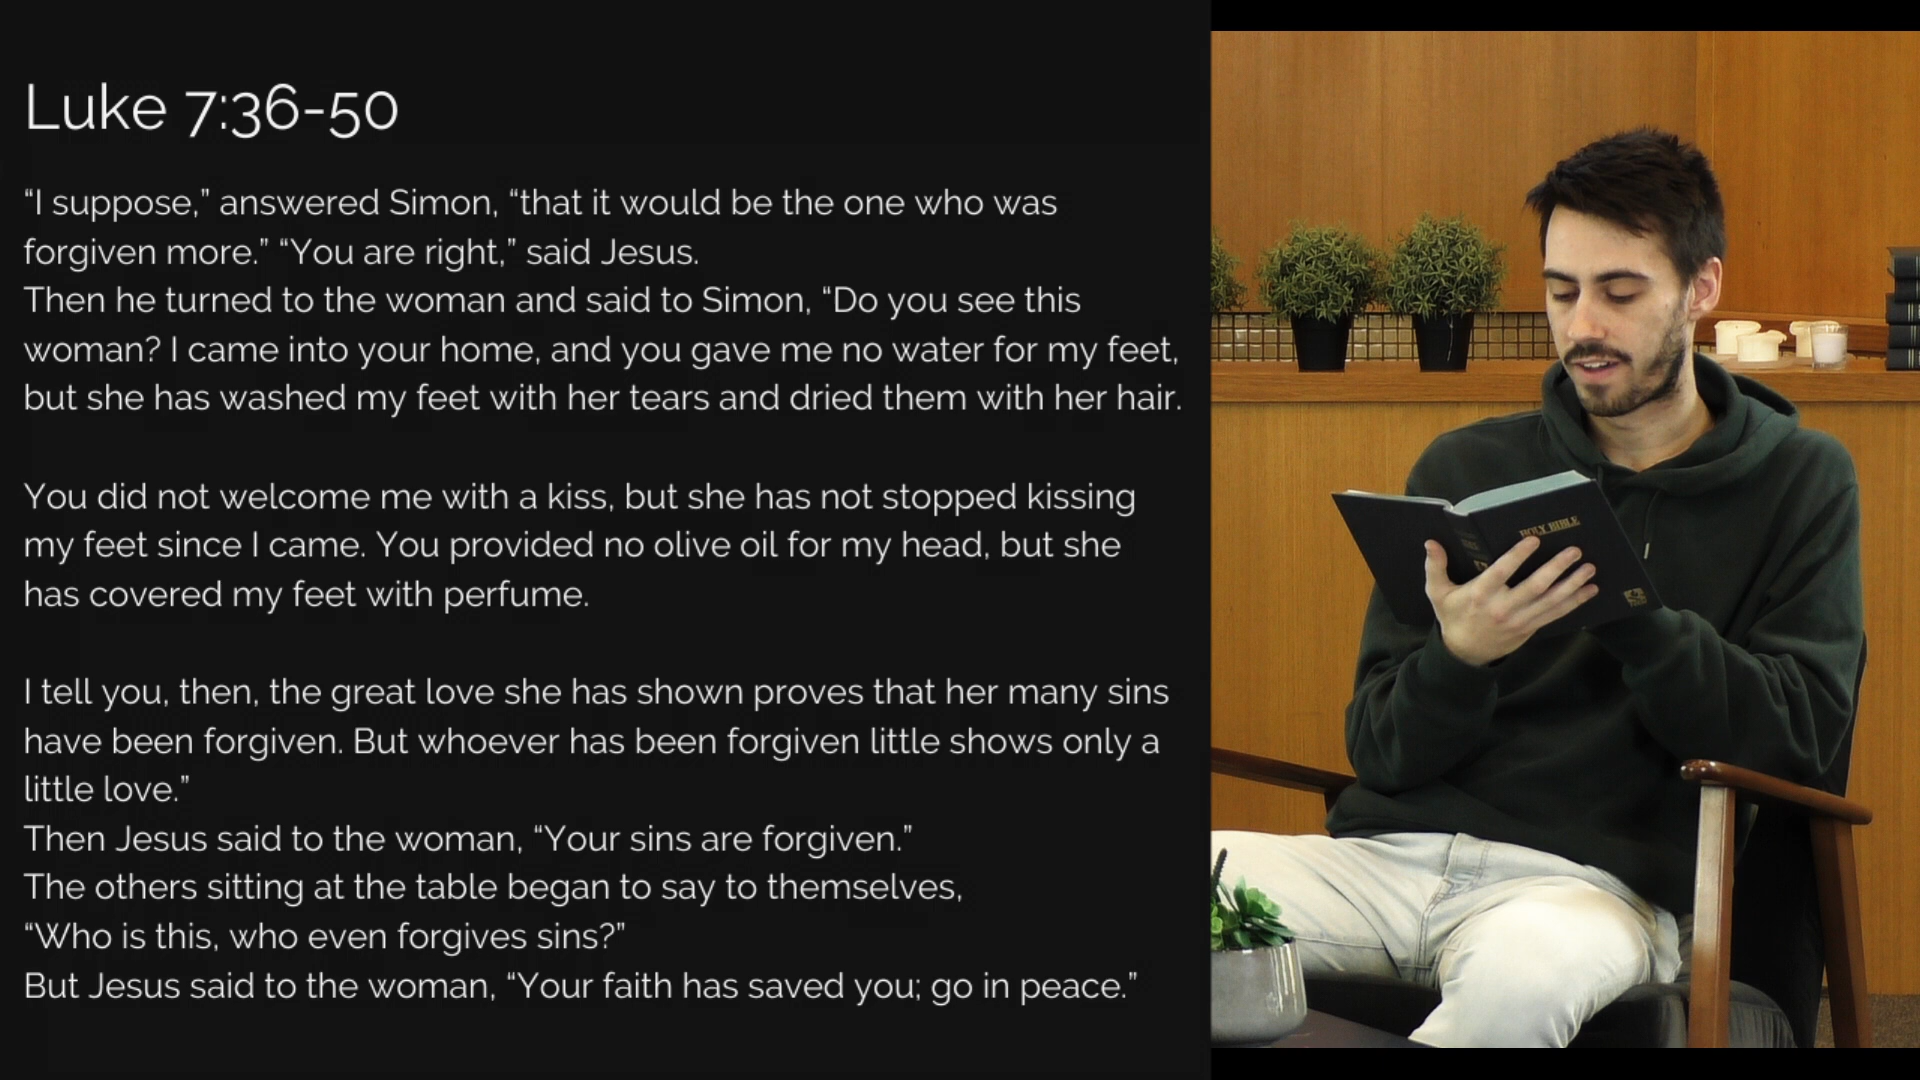 Luke 7:36-50
“I suppose,” answered Simon, “that it would be the one who was
forgiven more.” “You are right,” said Jesus.
Then he turned to the woman and said to Simon, “Do you see this
woman? I came into your home, and you gave me no water for my feet,
but she has washed my feet with her tears and dried them with her hair.
You did not welcome me with a kiss, but she has not stopped kissing
my feet since I came. You provided no olive oil for my head, but she
has covered my feet with perfume.
I tell you, then, the great love she has shown proves that her many sins
have been forgiven. But whoever has been forgiven little shows only a
little love.”
Then Jesus said to the woman, “Your sins are forgiven.”
The others sitting at the table began to say to themselves,
“Who is this, who even forgives sins?”
But Jesus said to the woman, “Your faith has saved you; go in peace.”
HOLY BIBLE